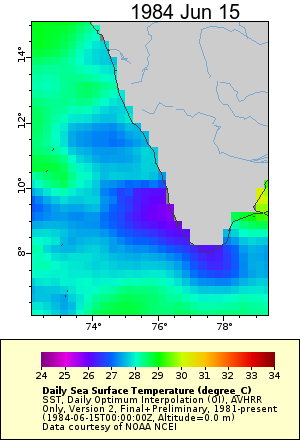 1984 Jun 15
14°
12°
10°
8°
74° 76° 78°
24 25 26 27 28 29 30 31 32 33 34
Daily Sea Surface Temperature (degree_C)
SST, Daily Optimum Interpolation (OI), AVHRR
Only, Version 2, Final+Preliminary, 1981-present
(1984-06-15T00:00:00Z, Altitude=0.0 m)
Data courtesy of NOAA NCEI